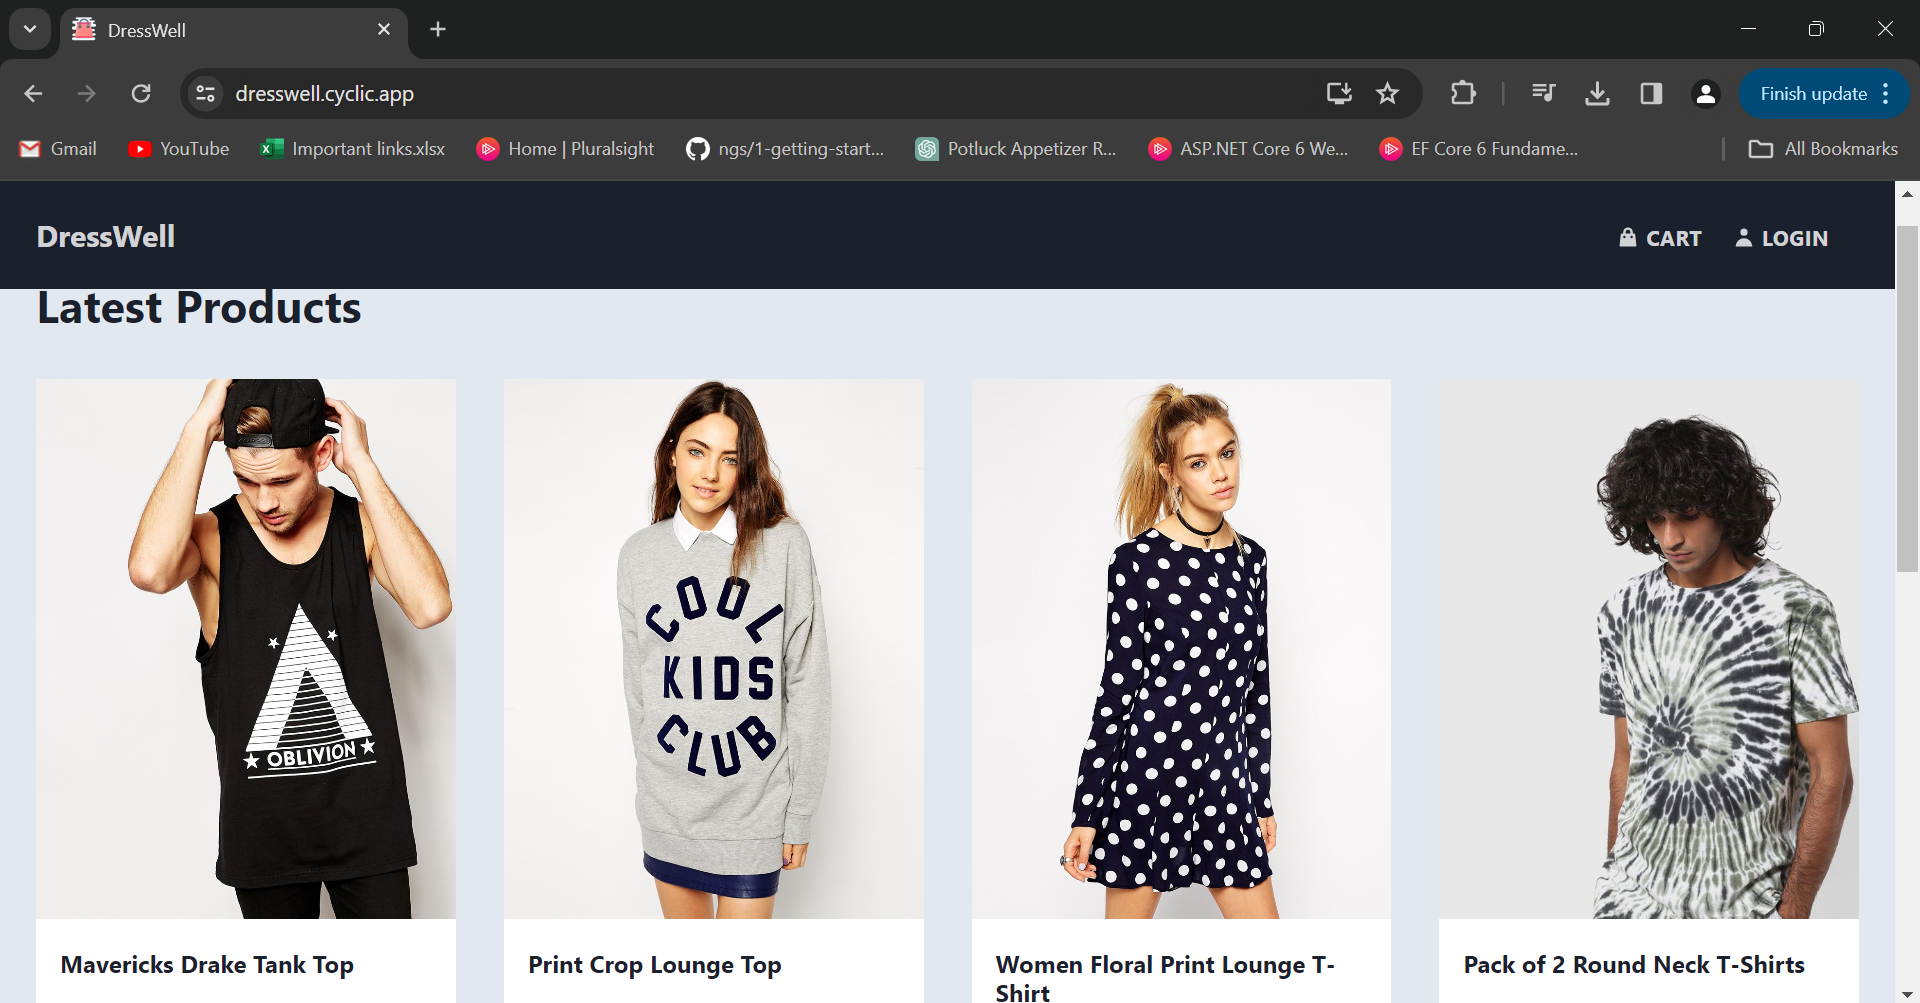 DressWell
dresswell.cyclic.app
Finish update
Gmail
YouTube
Important links.xlsx
Home | Pluralsight
ngs/1-getting-start...
Potluck Appetizer R...
ASP.NET Core 6 We...
EF Core 6 Fundame...
All Bookmarks
DressWell
CART
LOGIN
Latest Products
OBLIVION
COOL
KIDS
CLUB
Mavericks Drake Tank Top
Print Crop Lounge Top
Women Floral Print Lounge T-
Shirt
Pack of 2 Round Neck T-Shirts